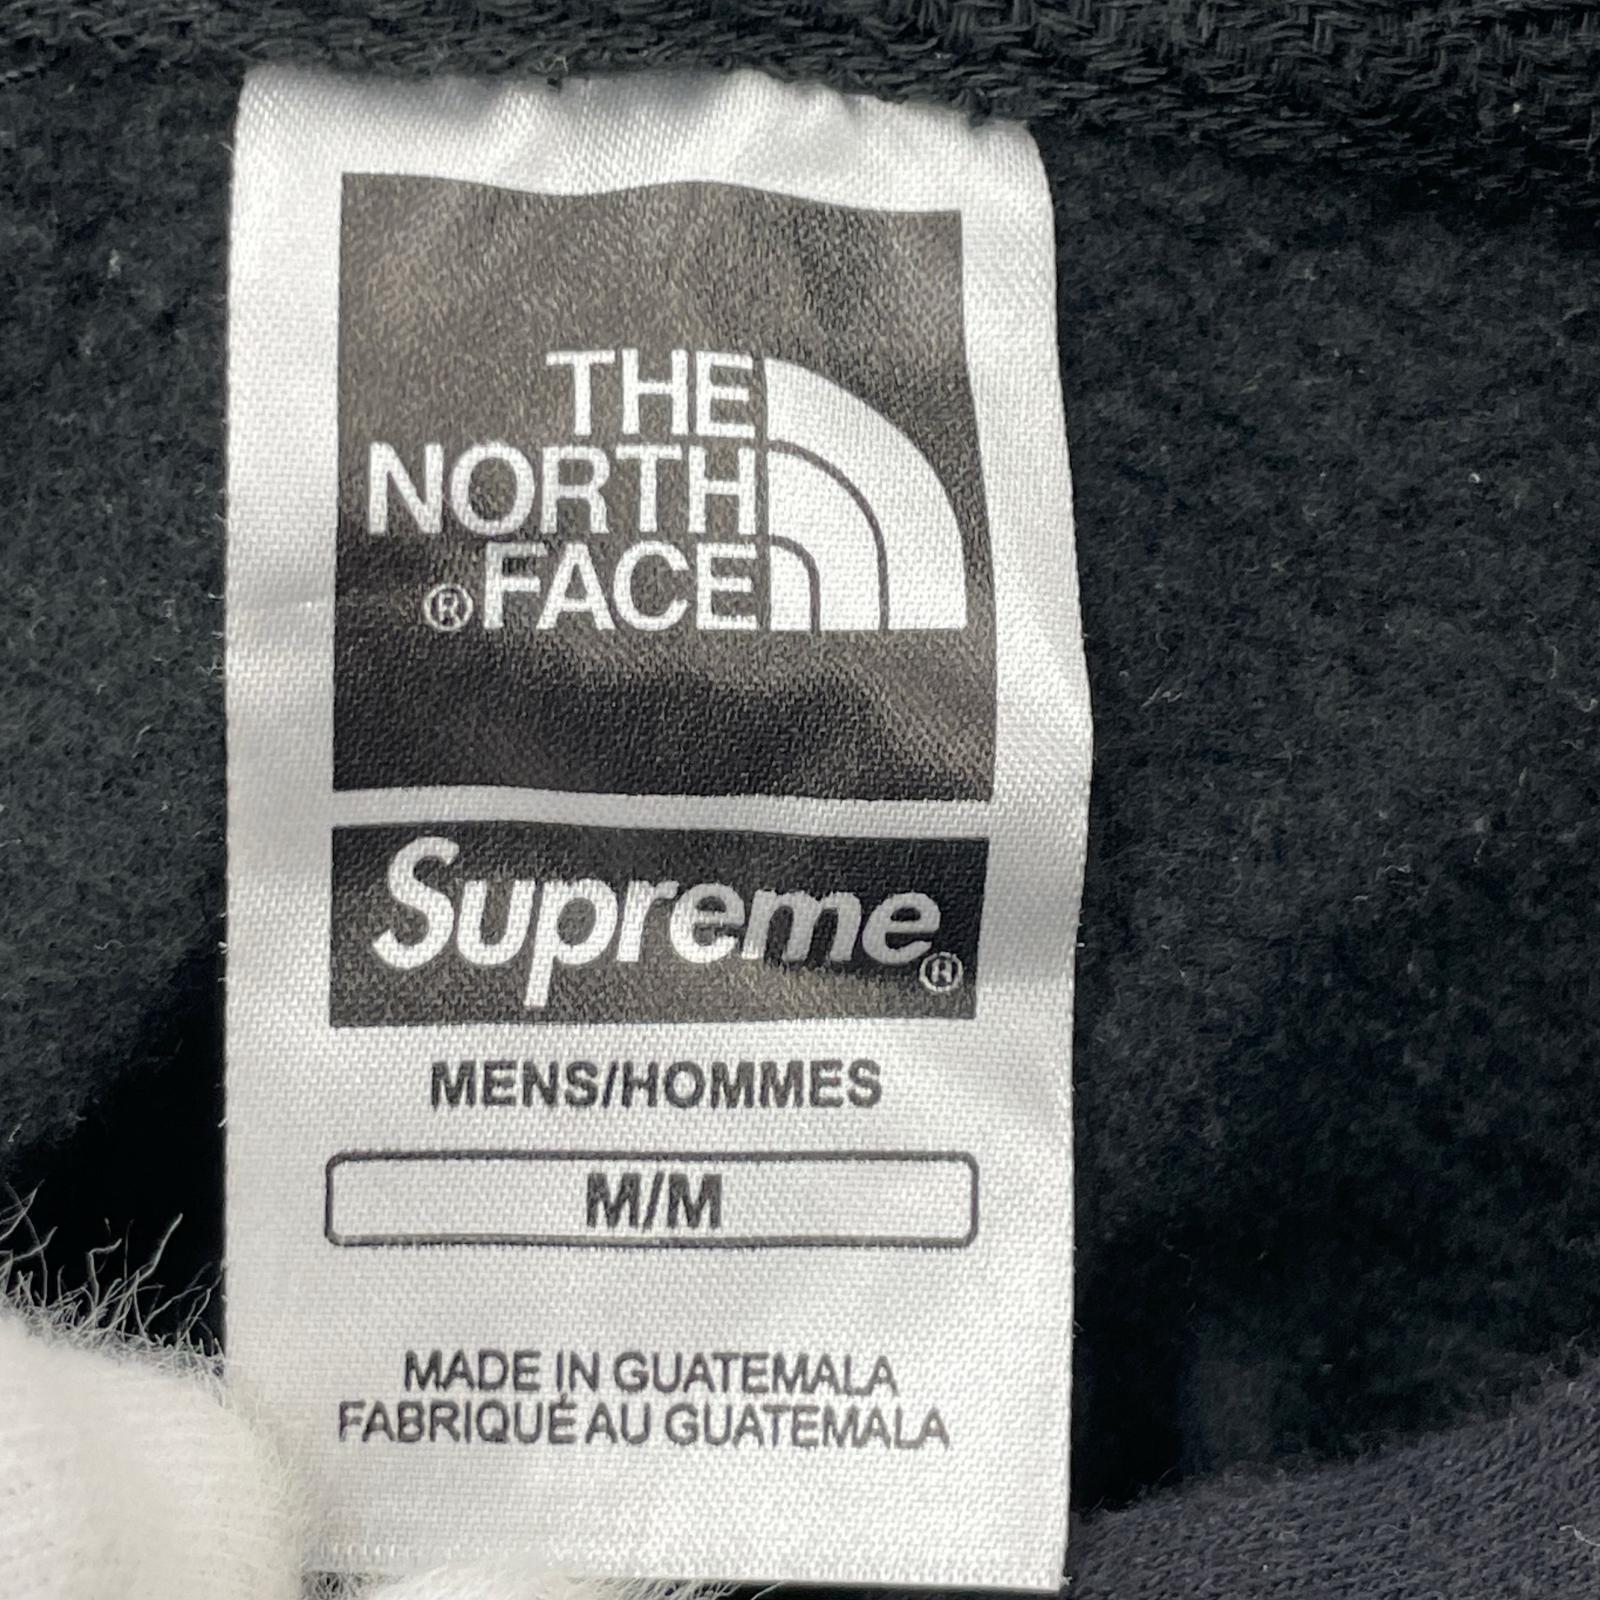 THE
NORTH
®FACE
Supreme®
MENS/HOMMES
M/M
MADE IN GUATEMALA
FABRIQUÉ AU GUATEMALA